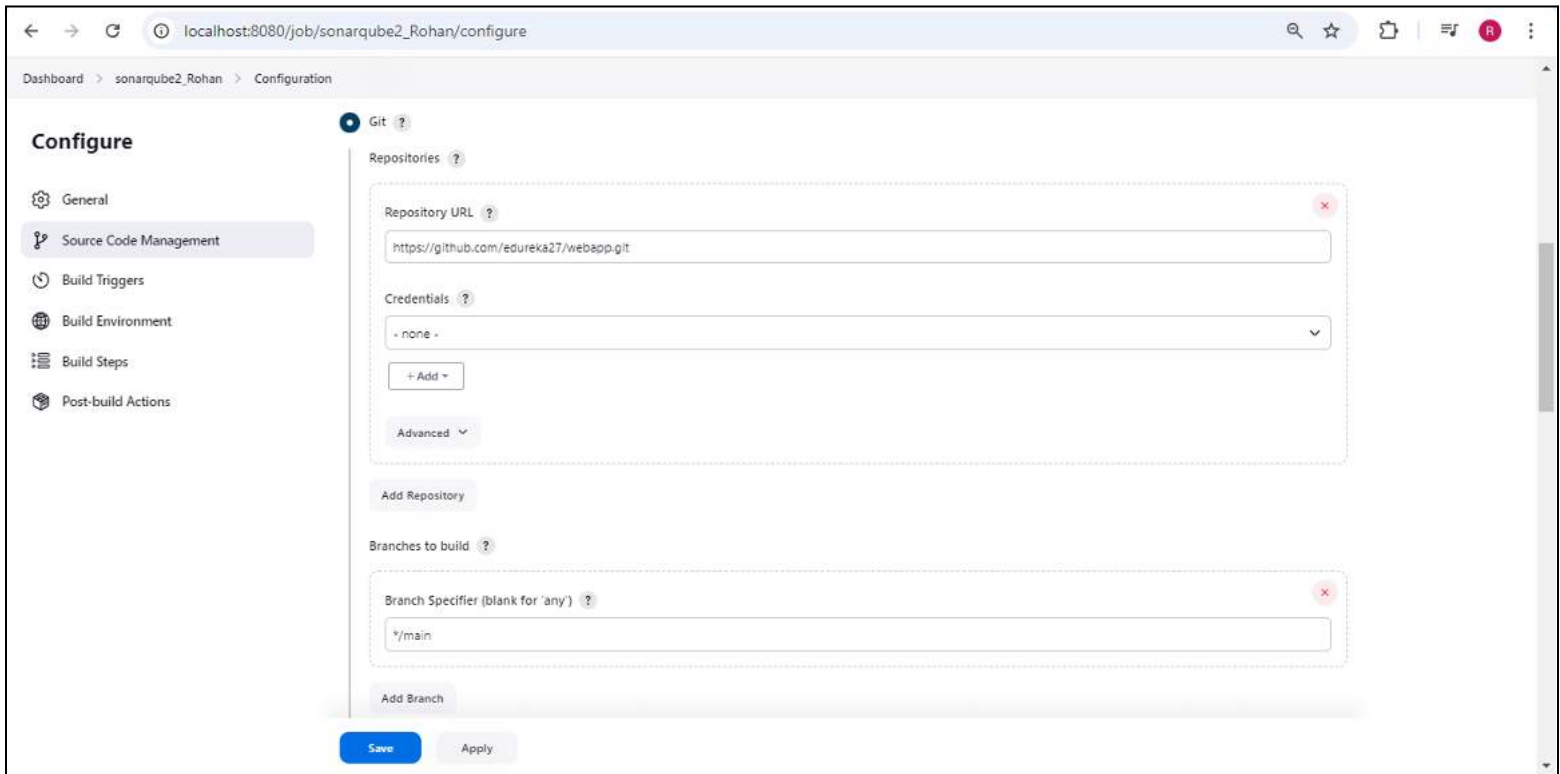 localhost:8080/job/sonarqube2_Rohan/configure
R
Dashboard > sonarqube2_Rohan > Configuration
Configure
General
Source Code Management
Build Triggers
Build Environment
Build Steps
Post-build Actions
Git ?
Repositories ?
Repository URL ?
https://github.com/edureka27/webapp.git
Credentials ?
- none -
+ Add
Advanced
Add Repository
Branches to build ?
Branch Specifier (blank for 'any') ?
*/main
Add Branch
Save Apply